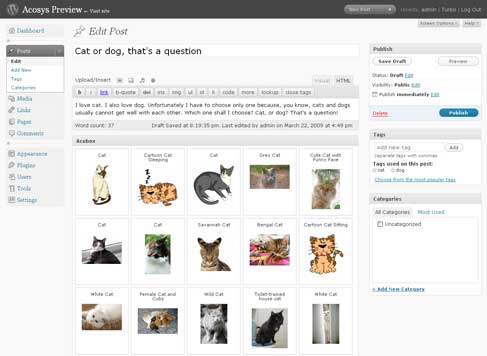 Acosys Preview ← Visit site
New Post
Howdy, admin | Turbo | Log Out
Screen Options
Help
Dashboard
Posts
Edit
Add New
Tags
Categories
Media
Links
Pages
Comments
Appearance
Plugins
Users
Tools
Settings
Edit Post
Cat or dog, that's a question
Upload/Insert
Visual
HTML
b i link b-quote del ins img ul ol li code more lookup close tags
I love cat. I also love dog. Unfortunately I have to choose only one because, you know, cats and dogs
usually cannot get well with each other. Which one shall I choose? Cat, or dog? That's a question!
Word count: 37
Draft Saved at 8:19:35 pm. Last edited by admin on March 22, 2009 at 4:49 pm
Acobox
Cat
Cartoon Cat
Sleeping
Cat
Grey Cat
Cute Cat with
Funny Face
Cat
Cat
Savannah Cat
Bengal Cat
Cartoon Cat Sitting
White Cat
Female Cat and
Cubs
Wild Cat
Toilet-trained
house cat
White Cat
Publish
Save Draft
Preview
Status: Draft Edit
Visibility: Public Edit
Publish immediately Edit
Delete
Publish
Tags
Add new tag
Add
Separate tags with commas
Tags used on this post:
cat dog
Choose from the most popular tags
Categories
All Categories
Most Used
Uncategorized
+ Add New Category